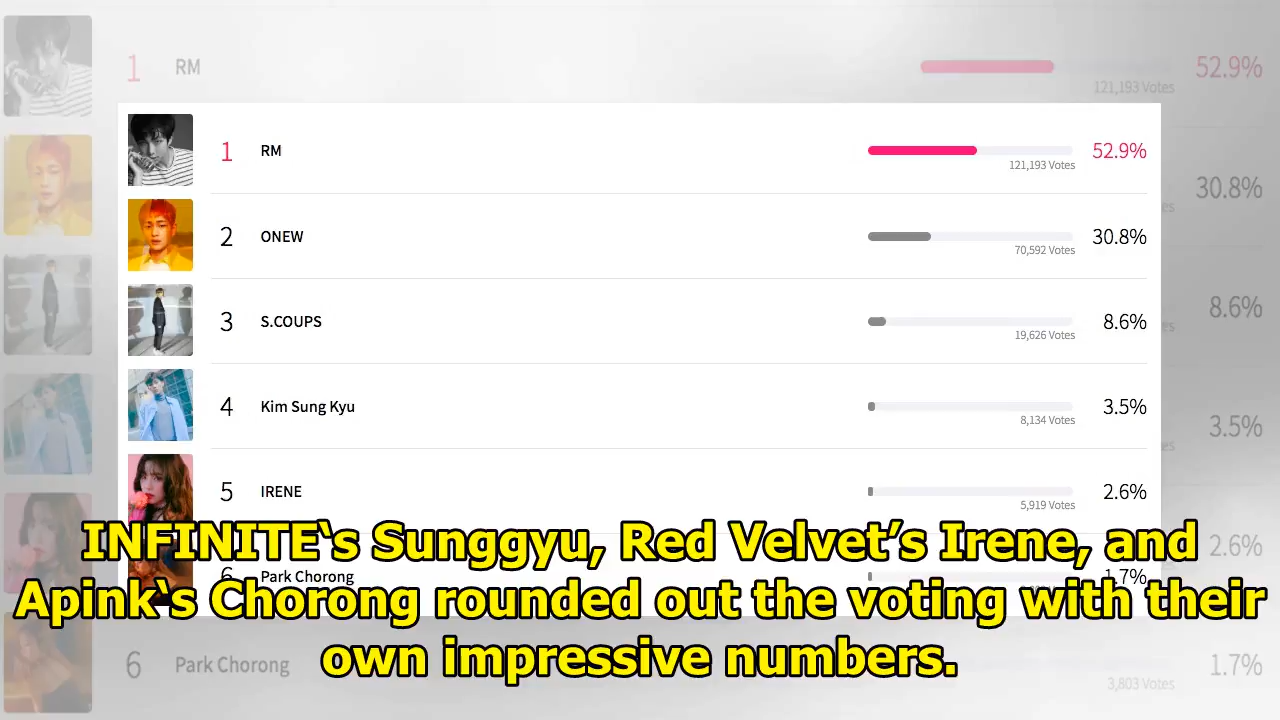 1 RM 52.9%
121,193 Votes
1 RM 52.9%
121,193 Votes
2 ONEW 30.8%
70,592 Votes
30.8%
es
3 S.COUPS 8.6%
19,626 Votes
8.6%
es
4 Kim Sung Kyu 3.5%
8,134 Votes
3.5%
es
5 IRENE 2.6%
5,919 Votes
2.6%
6 Park Chorong 1.7%
INFINITE‘s Sunggyu, Red Velvet’s Irene, and
Apink‘s Chorong rounded out the voting with their
own impressive numbers.
6 Park Chorong 1.7%
3,803 Votes